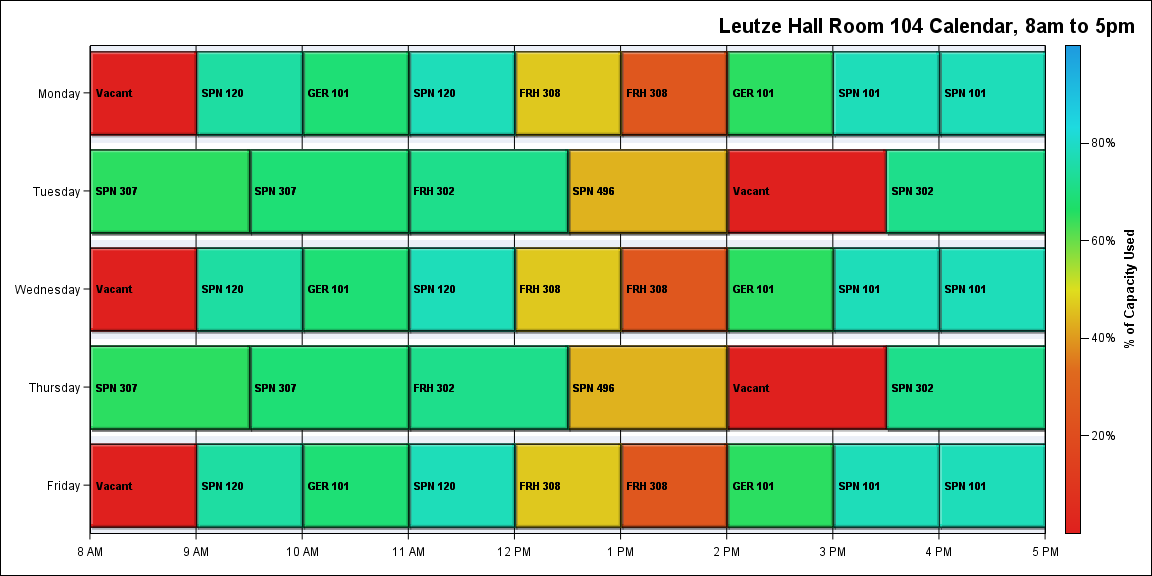 Leutze Hall Room 104 Calendar, 8am to 5pm
Monday
Vacant
SPN 120
GER 101
SPN 120
FRH 308
FRH 308
GER 101
SPN 101
SPN 101
Tuesday
SPN 307
SPN 307
FRH 302
SPN 496
Vacant
SPN 302
Wednesday
Vacant
SPN 120
GER 101
SPN 120
FRH 308
FRH 308
GER 101
SPN 101
SPN 101
Thursday
SPN 307
SPN 307
FRH 302
SPN 496
Vacant
SPN 302
Friday
Vacant
SPN 120
GER 101
SPN 120
FRH 308
FRH 308
GER 101
SPN 101
SPN 101
8 AM
9 AM
10 AM
11 AM
12 PM
1 PM
2 PM
3 PM
4 PM
5 PM
80%
60%
40%
20%
% of Capacity Used